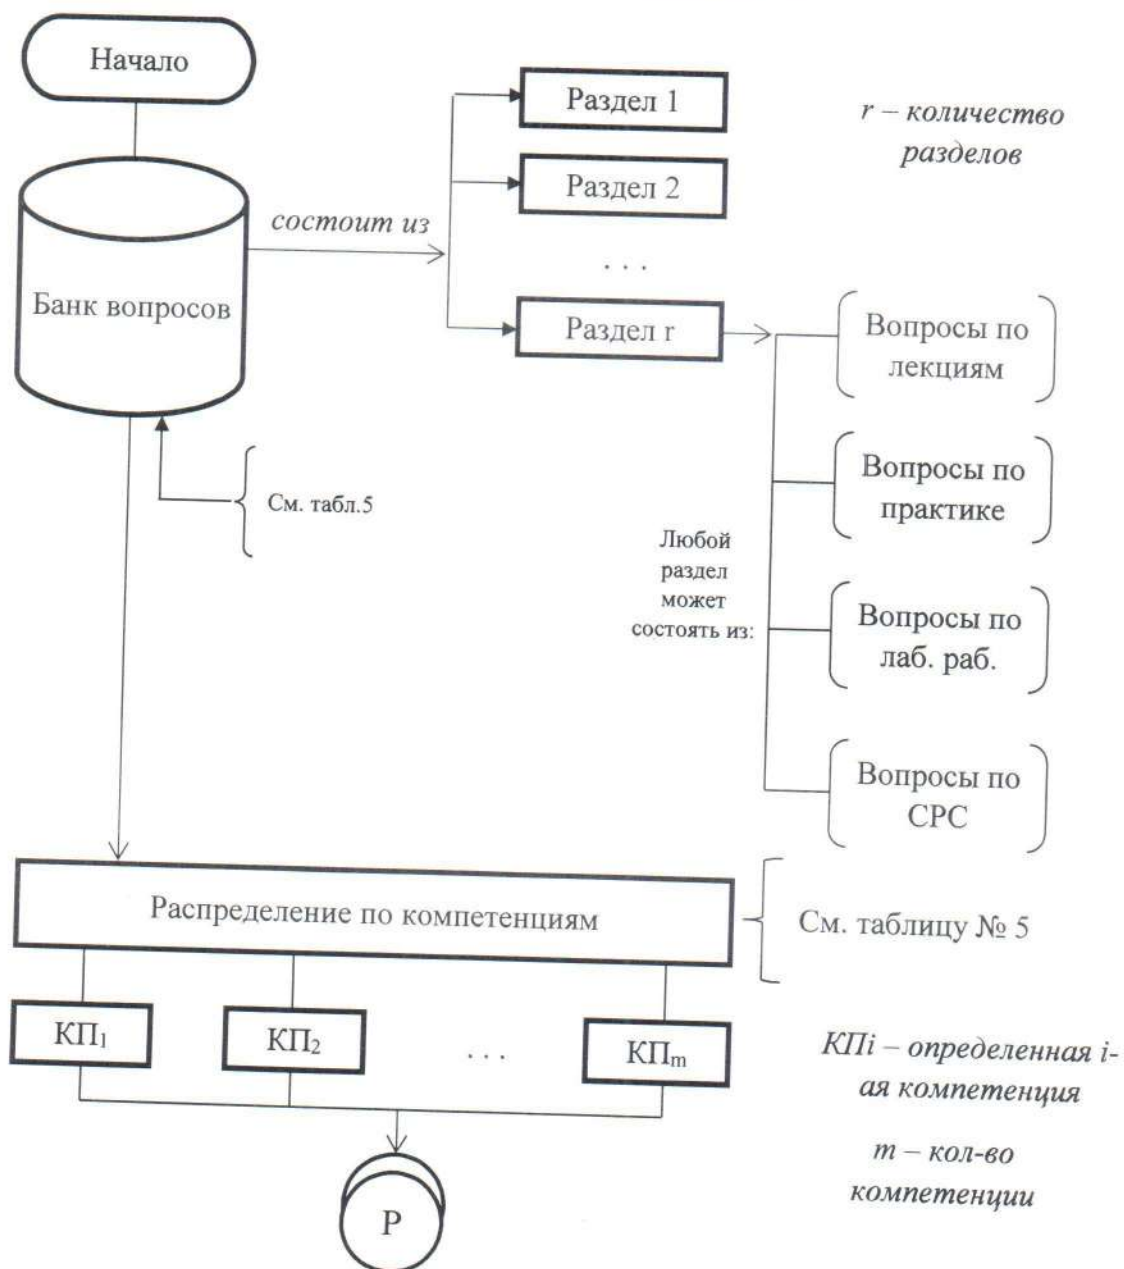 Начало
Раздел 1
r – количество
разделов
Раздел 2
состоит из
. . .
Банк вопросов
Раздел r
Вопросы по
лекциям
Вопросы по
практике
См. табл.5
Любой
раздел
может
состоять из:
Вопросы по
лаб. раб.
Вопросы по
СРС
Распределение по компетенциям
См. таблицу № 5
КП1
КП2
. . .
КПm
КПi – определенная i-
ая компетенция
m – кол-во
компетенции
Р